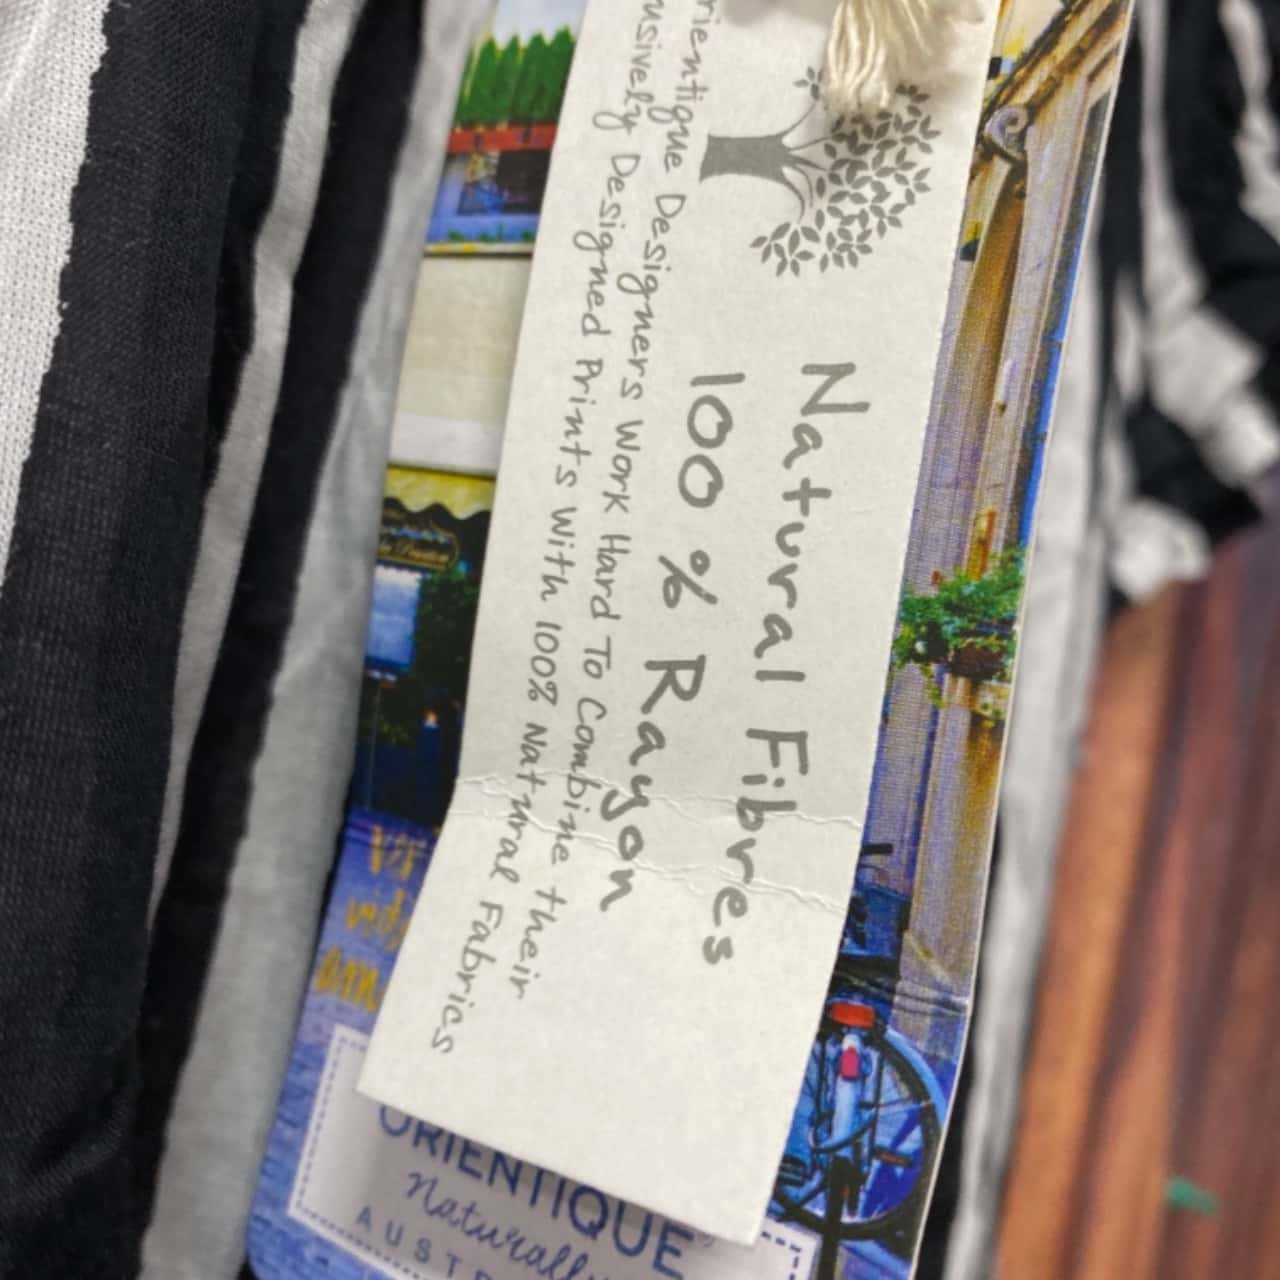 Natural Fibres
100 % Rayon
rientique Designers Work Hard To Combine their
usively Designed Prints With 100% Natural Fabrics
ORIENTIQUE
Naturally
AUST